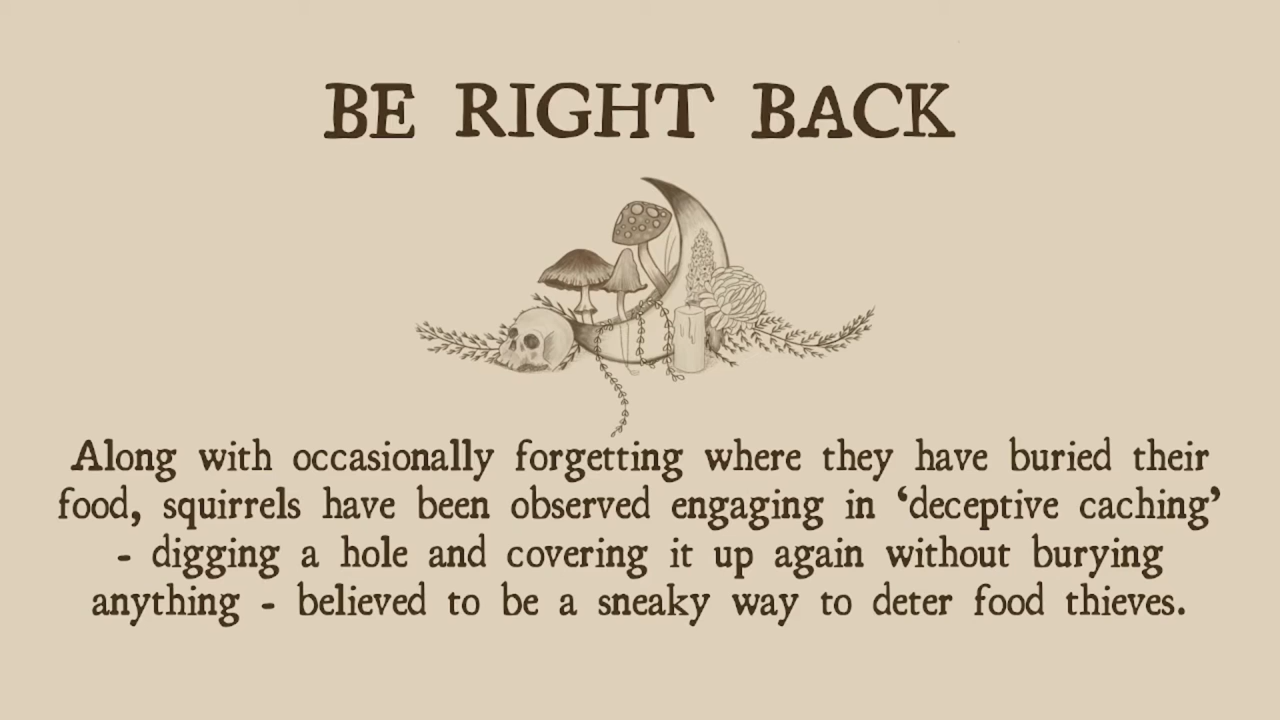 BE RIGHT BACK
Along with occasionally forgetting where they have buried their
food, squirrels have been observed engaging in ‘deceptive caching’
- digging a hole and covering it up again without burying
anything - believed to be a sneaky way to deter food thieves.